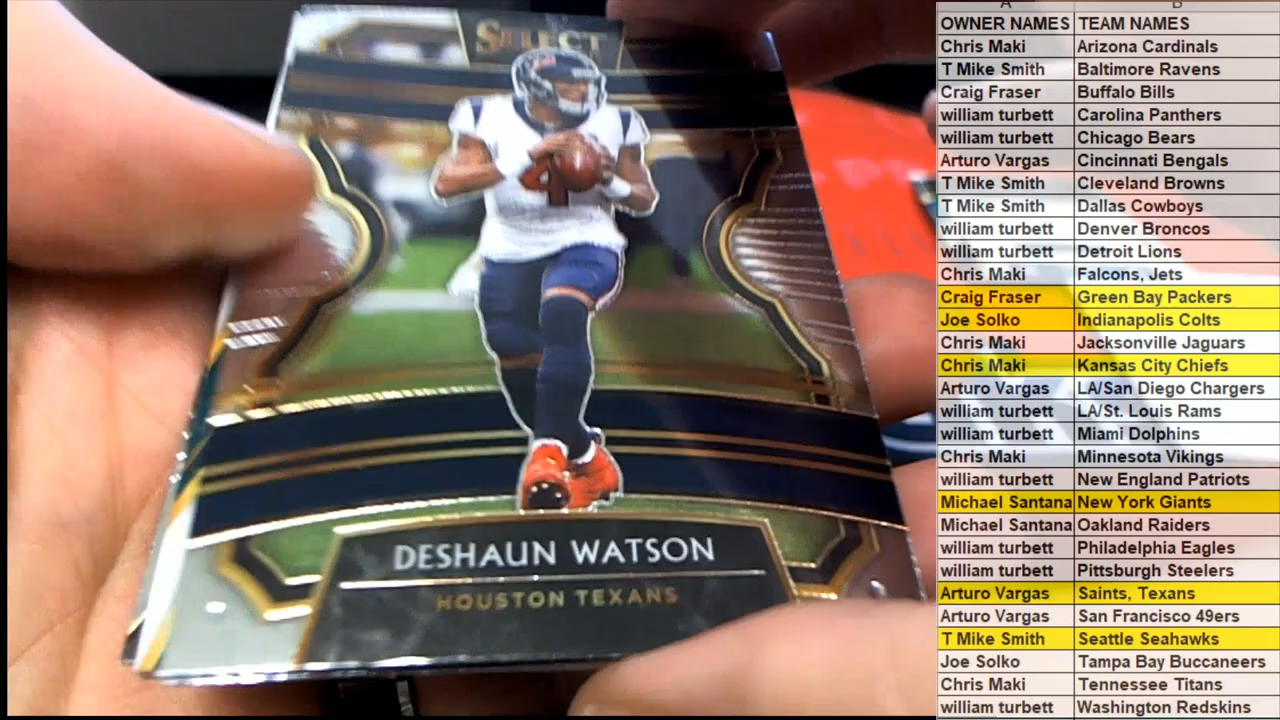 SELECT
4
DESHAUN WATSON
HOUSTON TEXANS
A B
OWNER NAMES TEAM NAMES
Chris Maki Arizona Cardinals
T Mike Smith Baltimore Ravens
Craig Fraser Buffalo Bills
william turbett Carolina Panthers
william turbett Chicago Bears
Arturo Vargas Cincinnati Bengals
T Mike Smith Cleveland Browns
T Mike Smith Dallas Cowboys
william turbett Denver Broncos
william turbett Detroit Lions
Chris Maki Falcons, Jets
Craig Fraser Green Bay Packers
Joe Solko Indianapolis Colts
Chris Maki Jacksonville Jaguars
Chris Maki Kansas City Chiefs
Arturo Vargas LA/San Diego Chargers
william turbett LA/St. Louis Rams
william turbett Miami Dolphins
Chris Maki Minnesota Vikings
william turbett New England Patriots
Michael Santana New York Giants
Michael Santana Oakland Raiders
william turbett Philadelphia Eagles
william turbett Pittsburgh Steelers
Arturo Vargas Saints, Texans
Arturo Vargas San Francisco 49ers
T Mike Smith Seattle Seahawks
Joe Solko Tampa Bay Buccaneers
Chris Maki Tennessee Titans
william turbett Washington Redskins